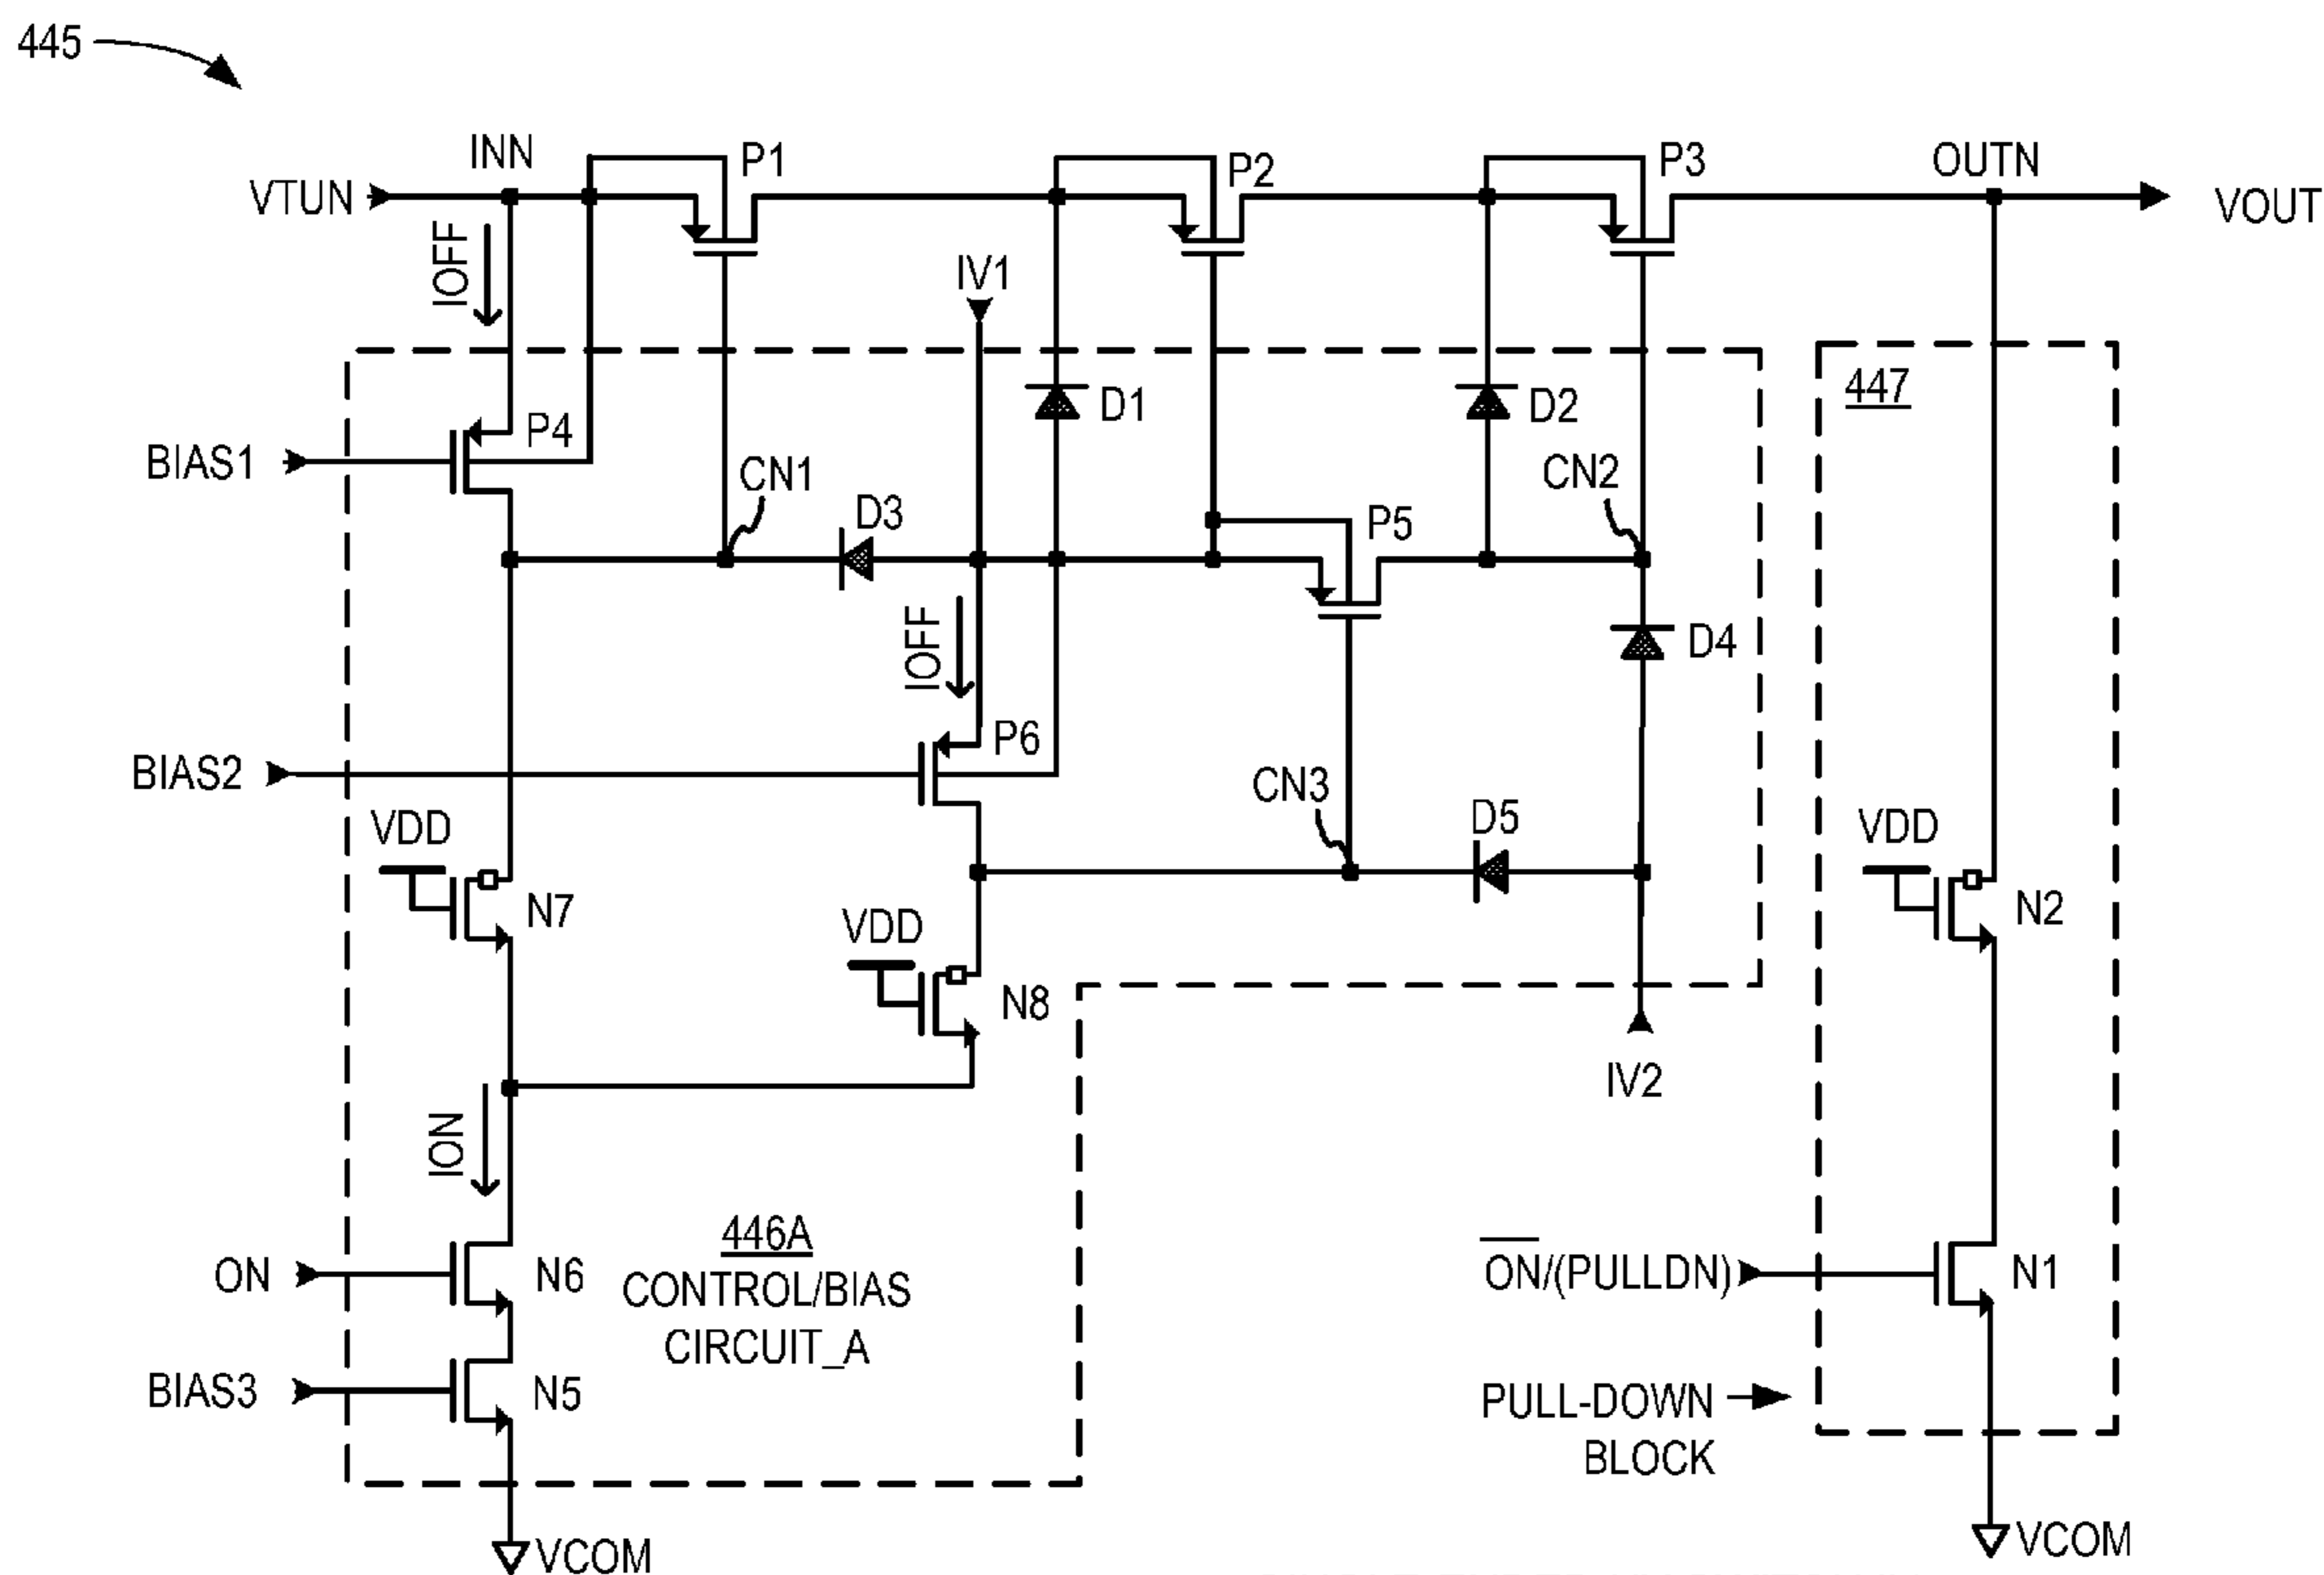 445
INN
P1
P2
P3
OUTN
VTUN
VOUT
IOFF
IV1
447
P4
D1
D2
BIAS1
CN1
D3
CN2
P5
IOFF
D4
P6
BIAS2
CN3
D5
VDD
VDD
N7
VDD
N2
N8
IV2
ION
446A
ON
N6
CONTROL/BIAS
CIRCUIT_A
O̅N̅/(PULLDN)
N1
BIAS3
N5
PULL-DOWN
BLOCK
VCOM
VCOM